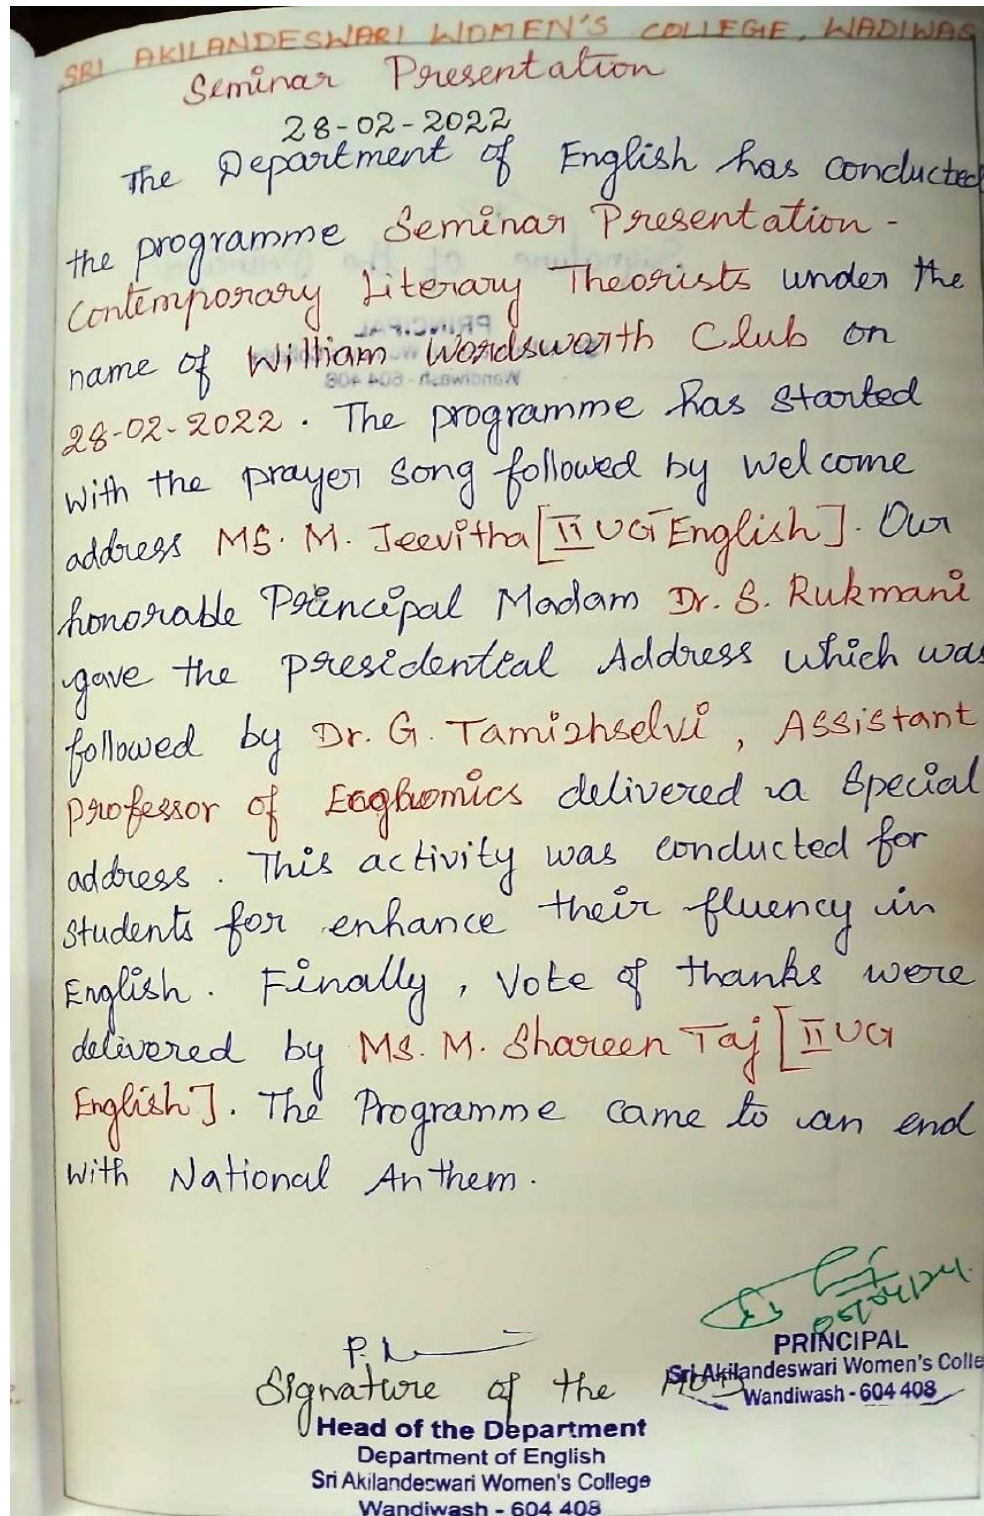 SRI AKILANDESWARI WOMEN'S COLLEGE, WADIWAS
Seminar Presentation
28-02-2022
The Department of English has conducted
the programme Seminar Presentation -
Contemporary Literary Theorists under the
name of William Wordswarth Club on
28-02-2022. The programme has started
with the prayer song followed by welcome
address MS. M. Jeevitha [II UG English]. Our
honorable Principal Madam Dr. S. Rukmani
gave the presidential Address which was
followed by Dr. G. Tamizhselvi, Assistant
professor of delivered a Special
address. This activity was conducted for
students for enhance their fluency in
English. Finally, Vote of thanks were
delivered by Ms. M. Shareen Taj [II UG
English]. The Programme came to an end
with National Anthem.
PRINCIPAL
Sri Akilandeswari Women's Colle
Wandiwash - 604 408
Signature of the HOD
Head of the Department
Department of English
Sri Akilandeswari Women's College
Wandiwash - 604 408